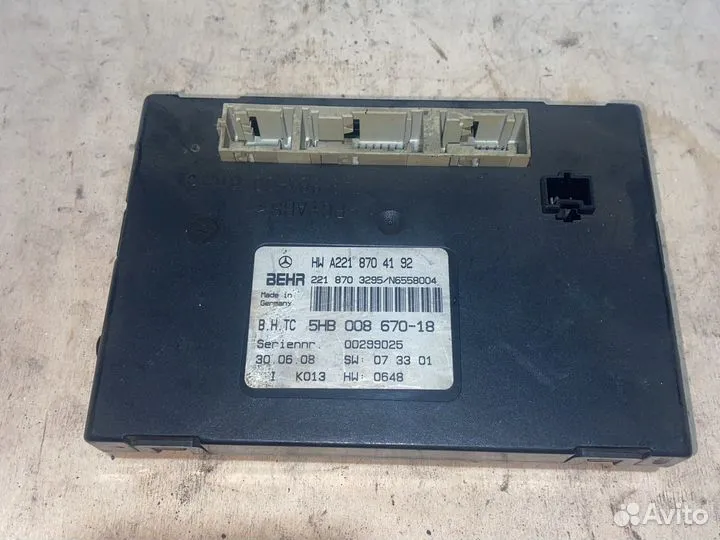 HW A221 870 41 92
BEHR 221 870 3295/N6558004
Made in
Germany
B.H.TC 5HB 008 670-18
Seriennr. 00299025
30.06.08 SW: 07 33 01
I K013 HW: 0648
Avito